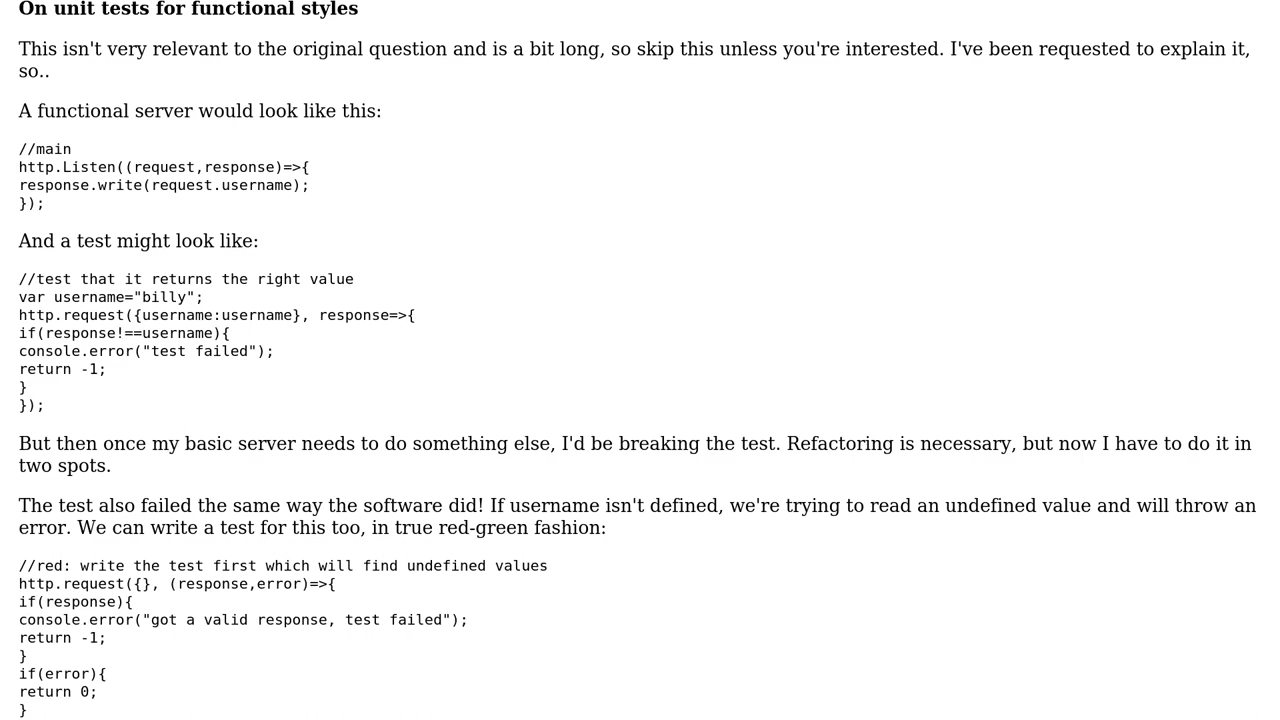 On unit tests for functional styles
This isn't very relevant to the original question and is a bit long, so skip this unless you're interested. I've been requested to explain it,
so..
A functional server would look like this:
//main
http.Listen((request,response)=>{
response.write(request.username);
});
And a test might look like:
//test that it returns the right value
var username="billy";
http.request({username:username}, response=>{
if(response!==username){
console.error("test failed");
return -1;
}
});
But then once my basic server needs to do something else, I'd be breaking the test. Refactoring is necessary, but now I have to do it in
two spots.
The test also failed the same way the software did! If username isn't defined, we're trying to read an undefined value and will throw an
error. We can write a test for this too, in true red-green fashion:
//red: write the test first which will find undefined values
http.request({}, (response,error)=>{
if(response){
console.error("got a valid response, test failed");
return -1;
}
if(error){
return 0;
}